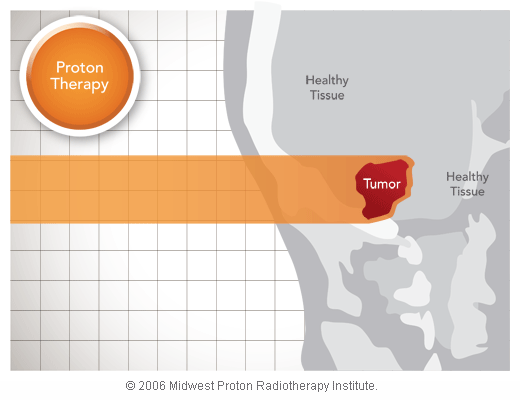 Proton
Therapy
Healthy
Tissue
Tumor
Healthy
Tissue
© 2006 Midwest Proton Radiotherapy Institute.